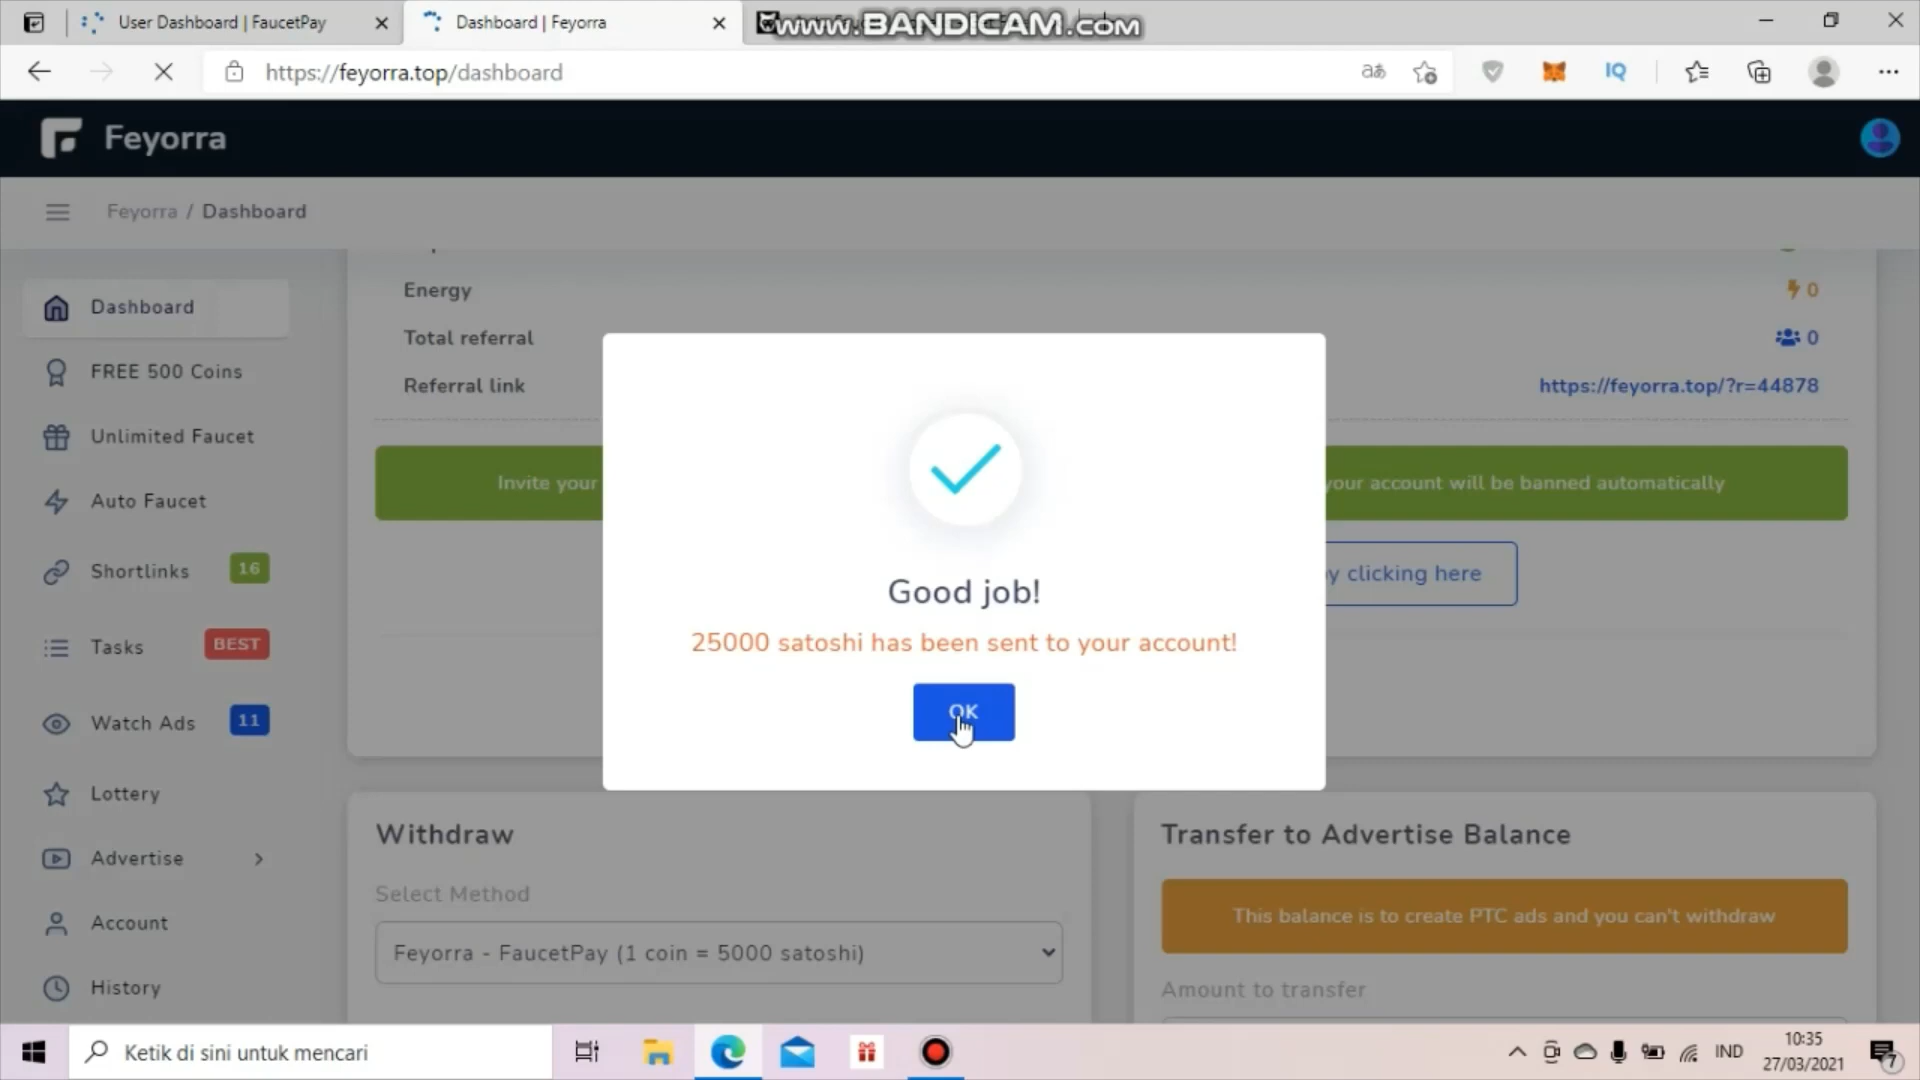 User Dashboard | FaucetPay
Dashboard | Feyorra
www.BANDICAM.com
https://feyorra.top/dashboard
aあ
IQ
Feyorra
Feyorra / Dashboard
Dashboard
FREE 500 Coins
Unlimited Faucet
Auto Faucet
Shortlinks 16
Tasks BEST
Watch Ads 11
Lottery
Advertise
Account
History
Energy 0
Total referral 0
Referral link https://feyorra.top/?r=44878
Invite your
your account will be banned automatically
y clicking here
Good job!
25000 satoshi has been sent to your account!
OK
Withdraw
Select Method
Feyorra - FaucetPay (1 coin = 5000 satoshi)
Transfer to Advertise Balance
This balance is to create PTC ads and you can't withdraw
Amount to transfer
Ketik di sini untuk mencari
IND
10:35
27/03/2021
7